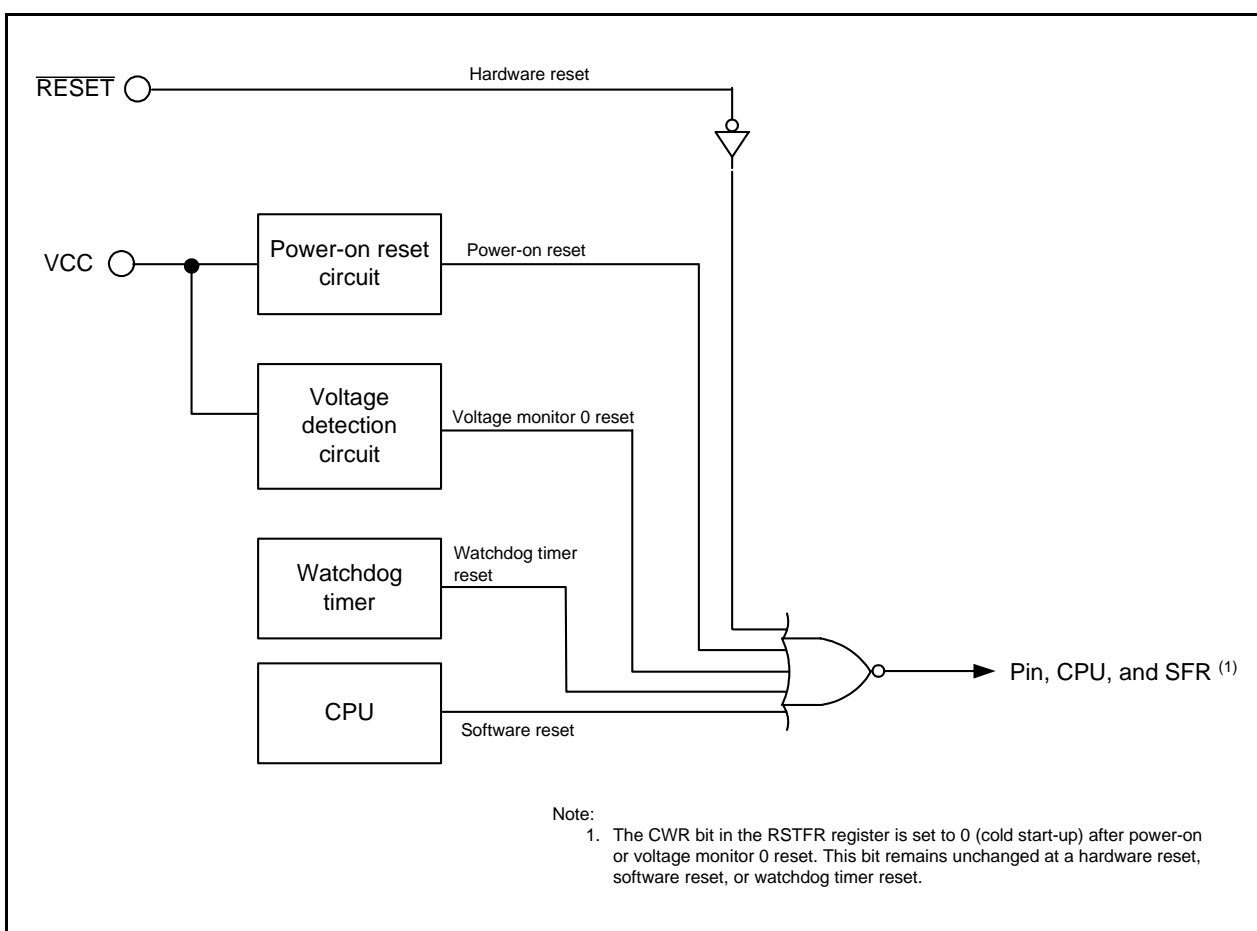 RESET
Hardware reset
VCC
Power-on reset
circuit
Power-on reset
Voltage
detection
circuit
Voltage monitor 0 reset
Watchdog
timer
Watchdog timer
reset
CPU
Software reset
Pin, CPU, and SFR (1)
Note:
1. The CWR bit in the RSTFR register is set to 0 (cold start-up) after power-on
or voltage monitor 0 reset. This bit remains unchanged at a hardware reset,
software reset, or watchdog timer reset.